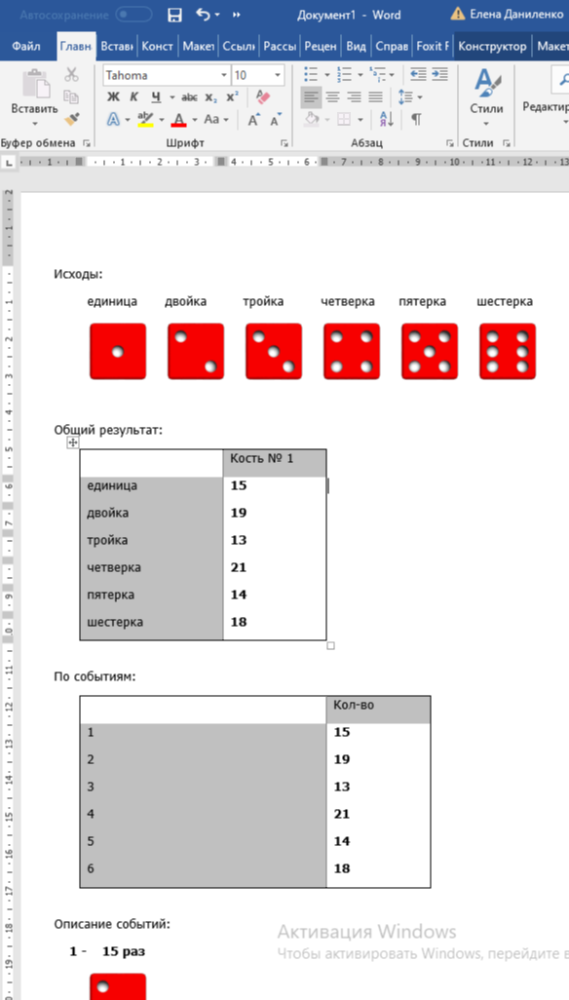 Автосохранение Документ1 - Word Елена Даниленко
Файл Главн Встав Конст Макет Ссыл Рассы Рецен Вид Справ Foxit F Конструктор Макет
Tahoma 10
Вставить Ж К Ч abc x₂ x² Стили Редактир
A Aa A A
Буфер обмена Шрифт Абзац Стили
Исходы:
единица двойка тройка четверка пятерка шестерка
Общий результат:
Кость № 1
единица 15
двойка 19
тройка 13
четверка 21
пятерка 14
шестерка 18
По событиям:
Кол-во
1 15
2 19
3 13
4 21
5 14
6 18
Описание событий:
1 - 15 раз
Активация Windows
Чтобы активировать Windows, перейдите в